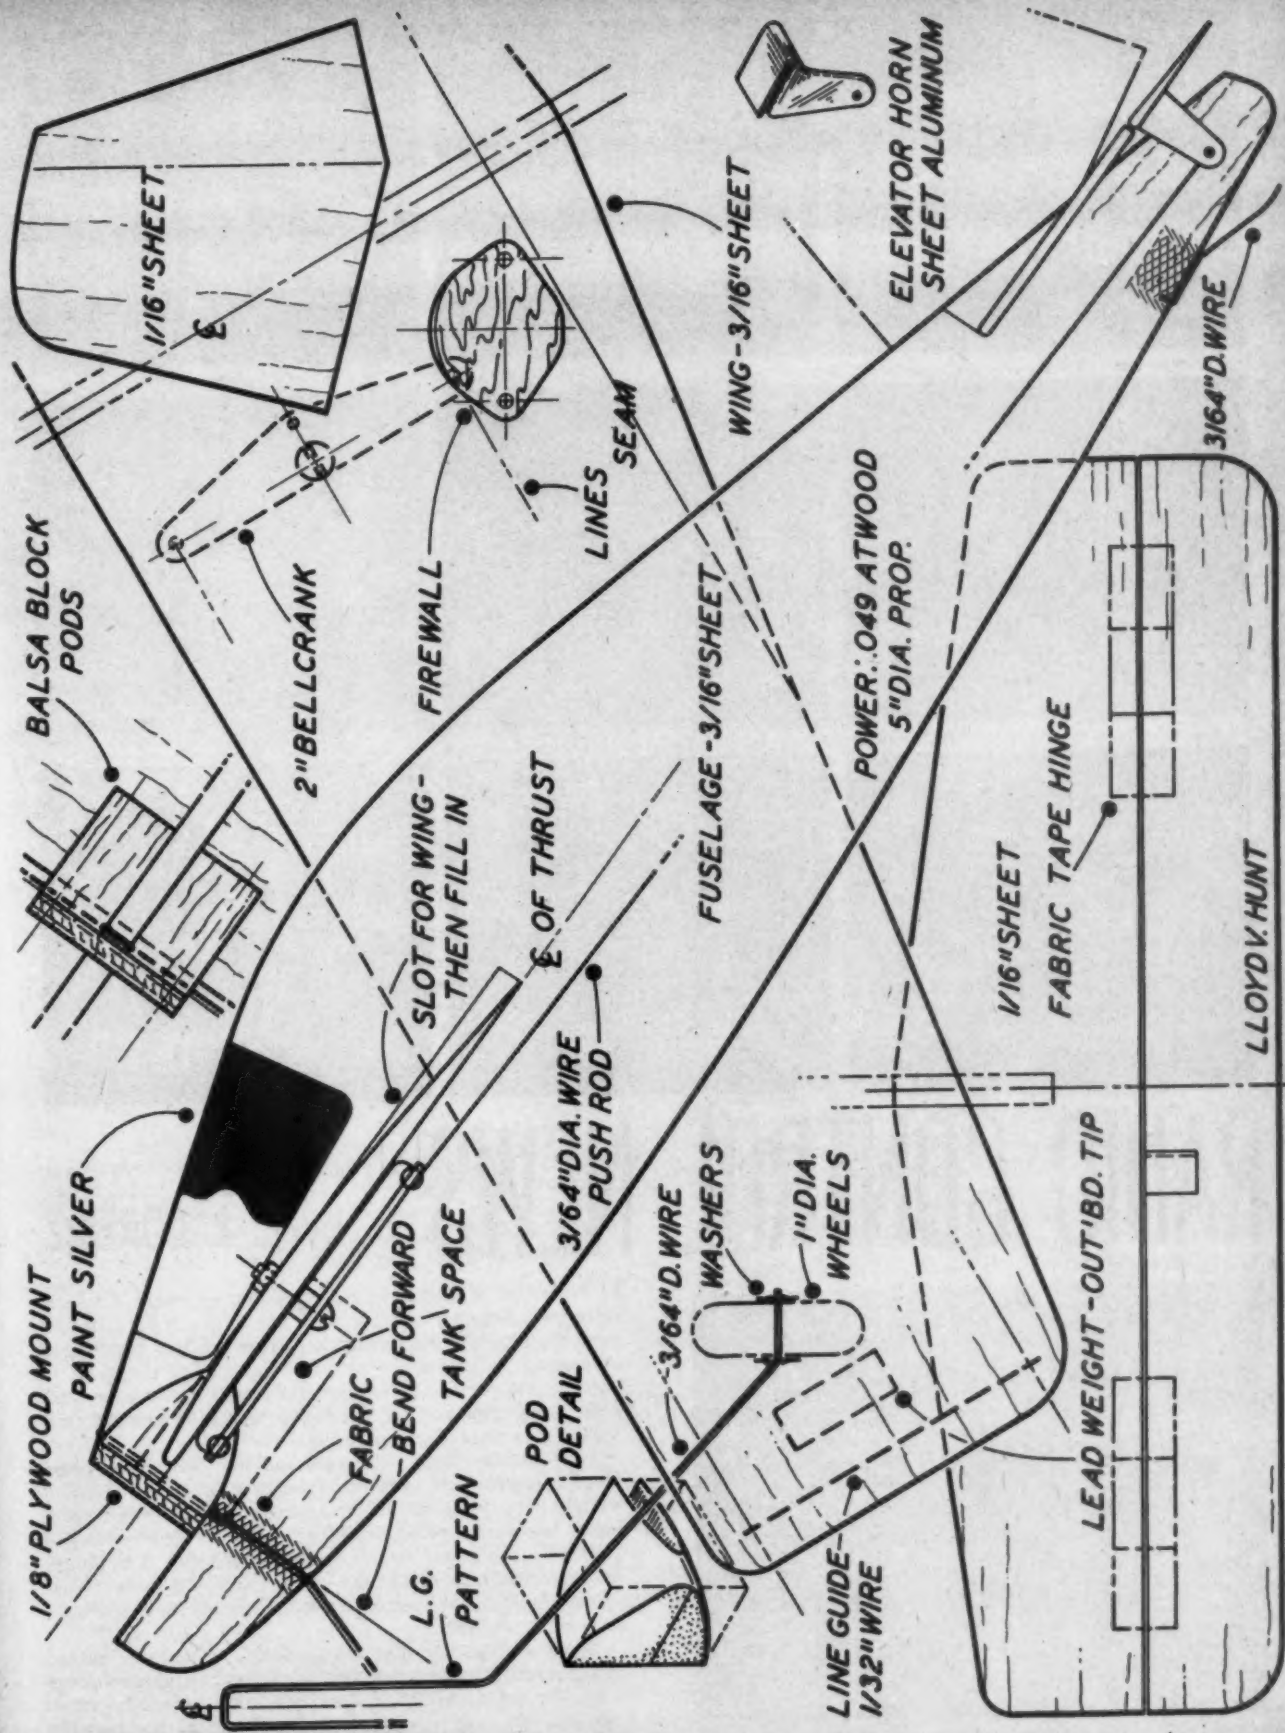 1/8" PLYWOOD MOUNT
PAINT SILVER
BALSA BLOCK
PODS
1/16" SHEET
℄
2" BELLCRANK
FIREWALL
LINES
SEAM
WING-3/16" SHEET
ELEVATOR HORN
SHEET ALUMINUM
SLOT FOR WING-
THEN FILL IN
℄ OF THRUST
FUSELAGE-3/16" SHEET
FABRIC
BEND FORWARD
TANK SPACE
3/64" DIA. WIRE
PUSH ROD
POWER: .049 ATWOOD
5" DIA. PROP.
3/64" D. WIRE
℄
L.G.
PATTERN
POD
DETAIL
3/64" D. WIRE
WASHERS
1" DIA.
WHEELS
LINE GUIDE-
1/32" WIRE
LEAD WEIGHT-OUT'BD. TIP
1/16" SHEET
FABRIC TAPE HINGE
LLOYD V. HUNT